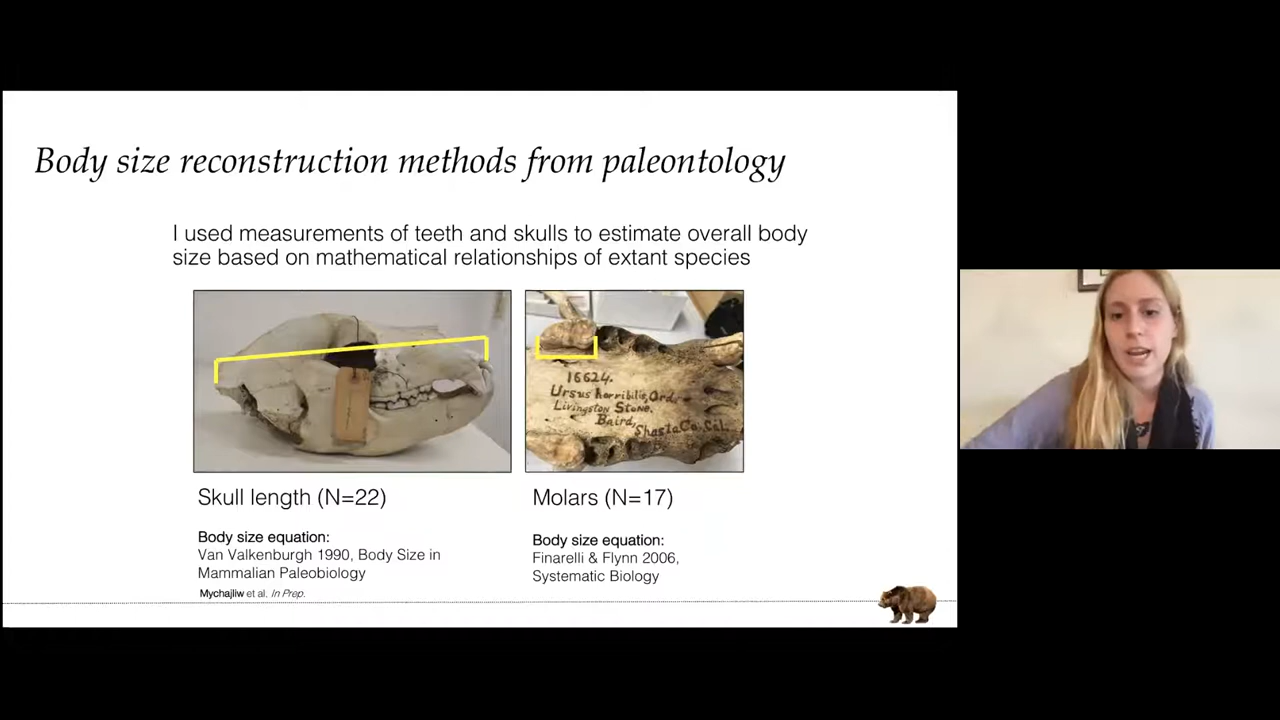 Body size reconstruction methods from paleontology
I used measurements of teeth and skulls to estimate overall body
size based on mathematical relationships of extant species
16624.
Ursus horribilis, Ord.
Livingston Stone.
Baird, Shasta Co. Cal.
Skull length (N=22)
Body size equation:
Van Valkenburgh 1990, Body Size in
Mammalian Paleobiology
Mychajliw et al. In Prep.
Molars (N=17)
Body size equation:
Finarelli & Flynn 2006,
Systematic Biology